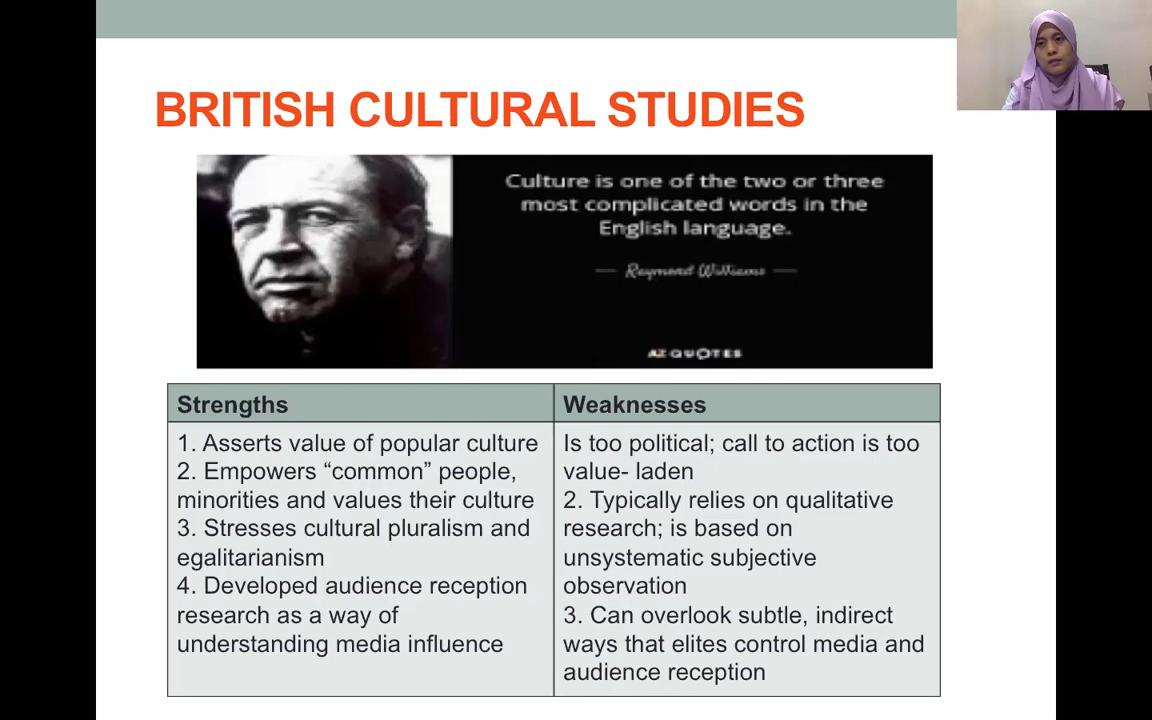 BRITISH CULTURAL STUDIES
Culture is one of the two or three
most complicated words in the
English language.
— Raymond Williams —
AZ QUOTES
Strengths
1. Asserts value of popular culture
2. Empowers “common” people,
minorities and values their culture
3. Stresses cultural pluralism and
egalitarianism
4. Developed audience reception
research as a way of
understanding media influence
Weaknesses
Is too political; call to action is too
value- laden
2. Typically relies on qualitative
research; is based on
unsystematic subjective
observation
3. Can overlook subtle, indirect
ways that elites control media and
audience reception